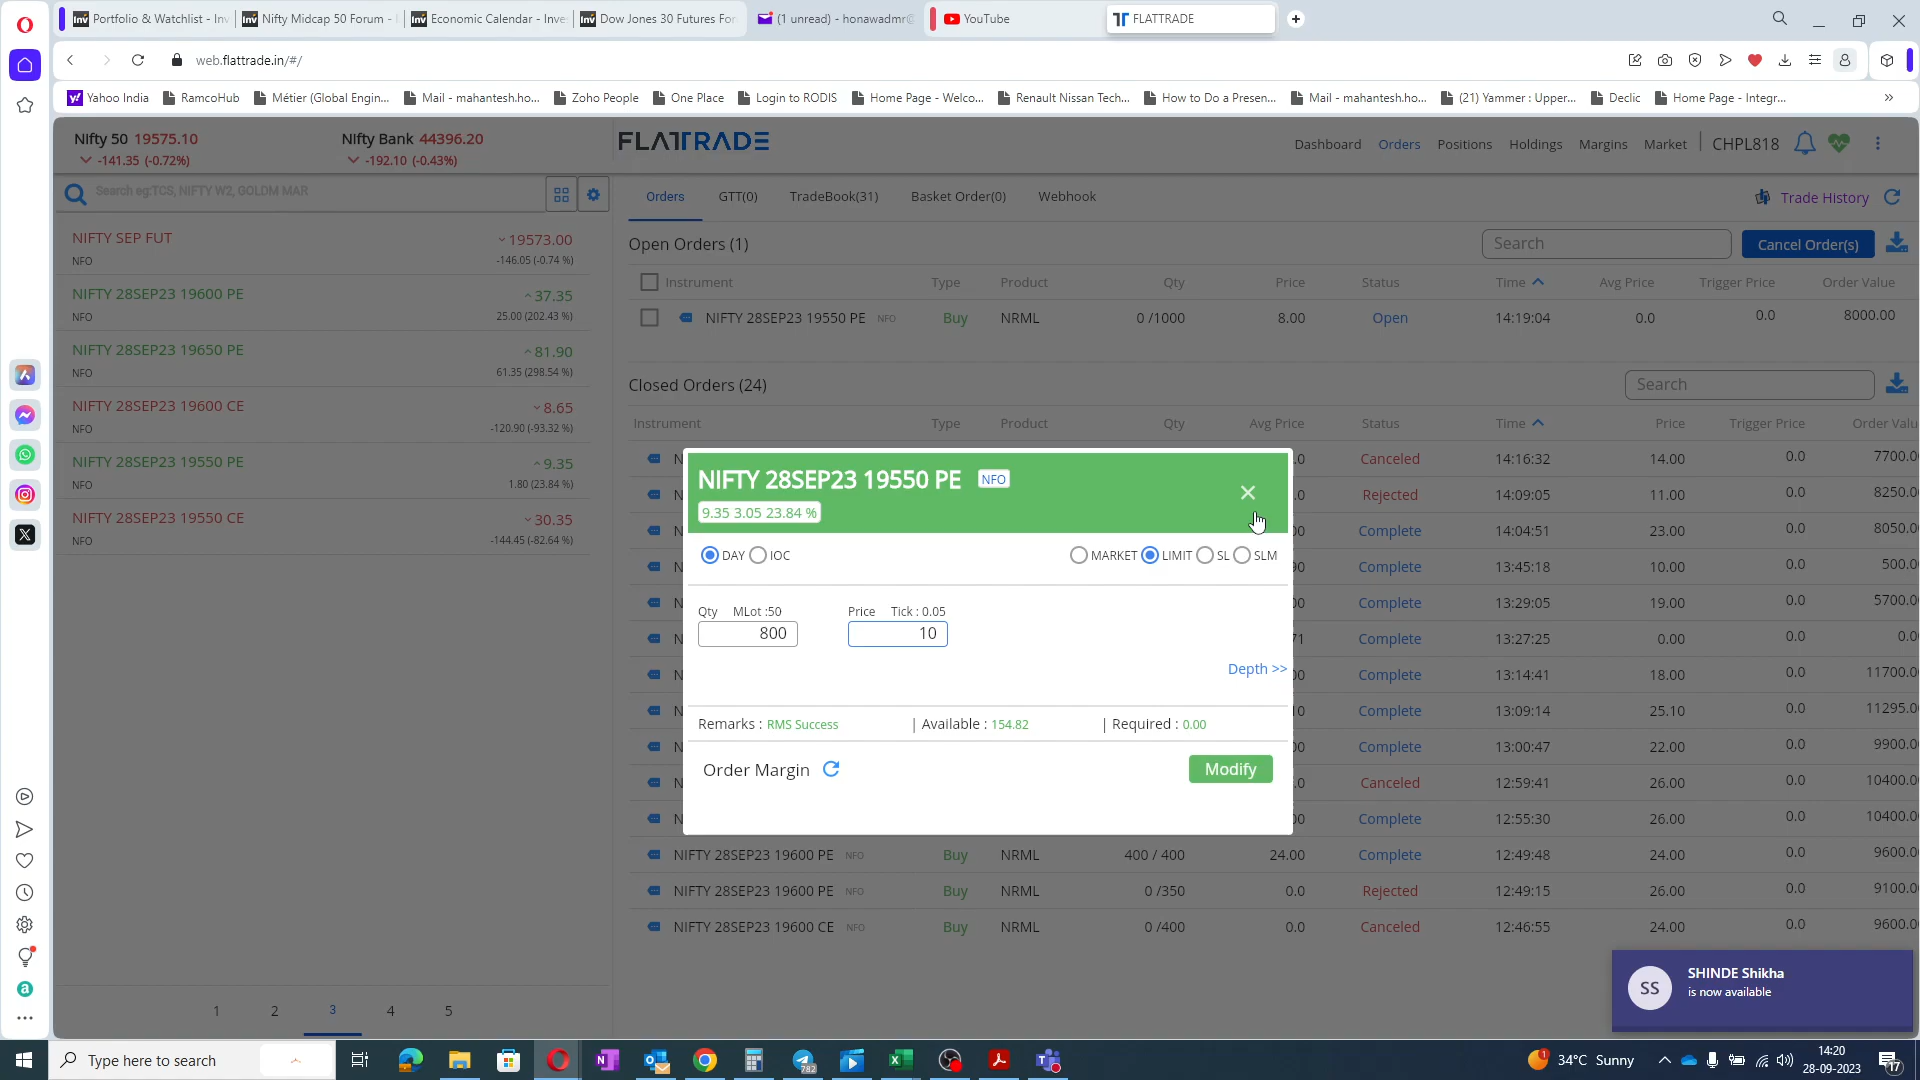 Portfolio & Watchlist - Inv
Nifty Midcap 50 Forum -
Economic Calendar - Inve
Dow Jones 30 Futures For
(1 unread) - honawadmr@
YouTube
FLATTRADE
web.flattrade.in/#/
Yahoo India
RamcoHub
Métier (Global Engin...
Mail - mahantesh.ho...
Zoho People
One Place
Login to RODIS
Home Page - Welco...
Renault Nissan Tech...
How to Do a Presen...
Mail - mahantesh.ho...
(21) Yammer : Upper...
Declic
Home Page - Integr...
Nifty 50 19575.10
-141.35 (-0.72%)
Nifty Bank 44396.20
-192.10 (-0.43%)
FLATTRADE
Dashboard Orders Positions Holdings Margins Market CHPL818
Search eg:TCS, NIFTY W2, GOLDM MAR
NIFTY SEP FUT 19573.00
NFO -146.05 (-0.74 %)
NIFTY 28SEP23 19600 PE 37.35
NFO 25.00 (202.43 %)
NIFTY 28SEP23 19650 PE 81.90
NFO 61.35 (298.54 %)
NIFTY 28SEP23 19600 CE 8.65
NFO -120.90 (-93.32 %)
NIFTY 28SEP23 19550 PE 9.35
NFO 1.80 (23.84 %)
NIFTY 28SEP23 19550 CE 30.35
NFO -144.45 (-82.64 %)
1 2 3 4 5
Orders GTT(0) TradeBook(31) Basket Order(0) Webhook Trade History
Open Orders (1) Search Cancel Order(s)
Instrument Type Product Qty Price Status Time Avg Price Trigger Price Order Value
NIFTY 28SEP23 19550 PE NFO Buy NRML 0 /1000 8.00 Open 14:19:04 0.0 0.0 8000.00
Closed Orders (24) Search
Instrument Type Product Qty Avg Price Status Time Price Trigger Price Order Valu
N .0 Canceled 14:16:32 14.00 0.0 7700.0
N .0 Rejected 14:09:05 11.00 0.0 8250.0
N 00 Complete 14:04:51 23.00 0.0 8050.0
N 90 Complete 13:45:18 10.00 0.0 500.0
N 00 Complete 13:29:05 19.00 0.0 5700.0
N 71 Complete 13:27:25 0.00 0.0 0.0
N 00 Complete 13:14:41 18.00 0.0 11700.0
N 10 Complete 13:09:14 25.10 0.0 11295.0
N 00 Complete 13:00:47 22.00 0.0 9900.0
N .0 Canceled 12:59:41 26.00 0.0 10400.0
N 00 Complete 12:55:30 26.00 0.0 10400.0
NIFTY 28SEP23 19600 PE NFO Buy NRML 400 / 400 24.00 Complete 12:49:48 24.00 0.0 9600.0
NIFTY 28SEP23 19600 PE NFO Buy NRML 0 /350 0.0 Rejected 12:49:15 26.00 0.0 9100.0
NIFTY 28SEP23 19600 CE NFO Buy NRML 0 /400 0.0 Canceled 12:46:55 24.00 0.0 9600.0
NIFTY 28SEP23 19550 PE NFO
9.35 3.05 23.84 %
DAY IOC MARKET LIMIT SL SLM
Qty MLot :50 Price Tick : 0.05
800 10
Depth >>
Remarks : RMS Success | Available : 154.82 | Required : 0.00
Order Margin Modify
SS
SHINDE Shikha
is now available
Type here to search
782
34°C Sunny
14:20
28-09-2023
17